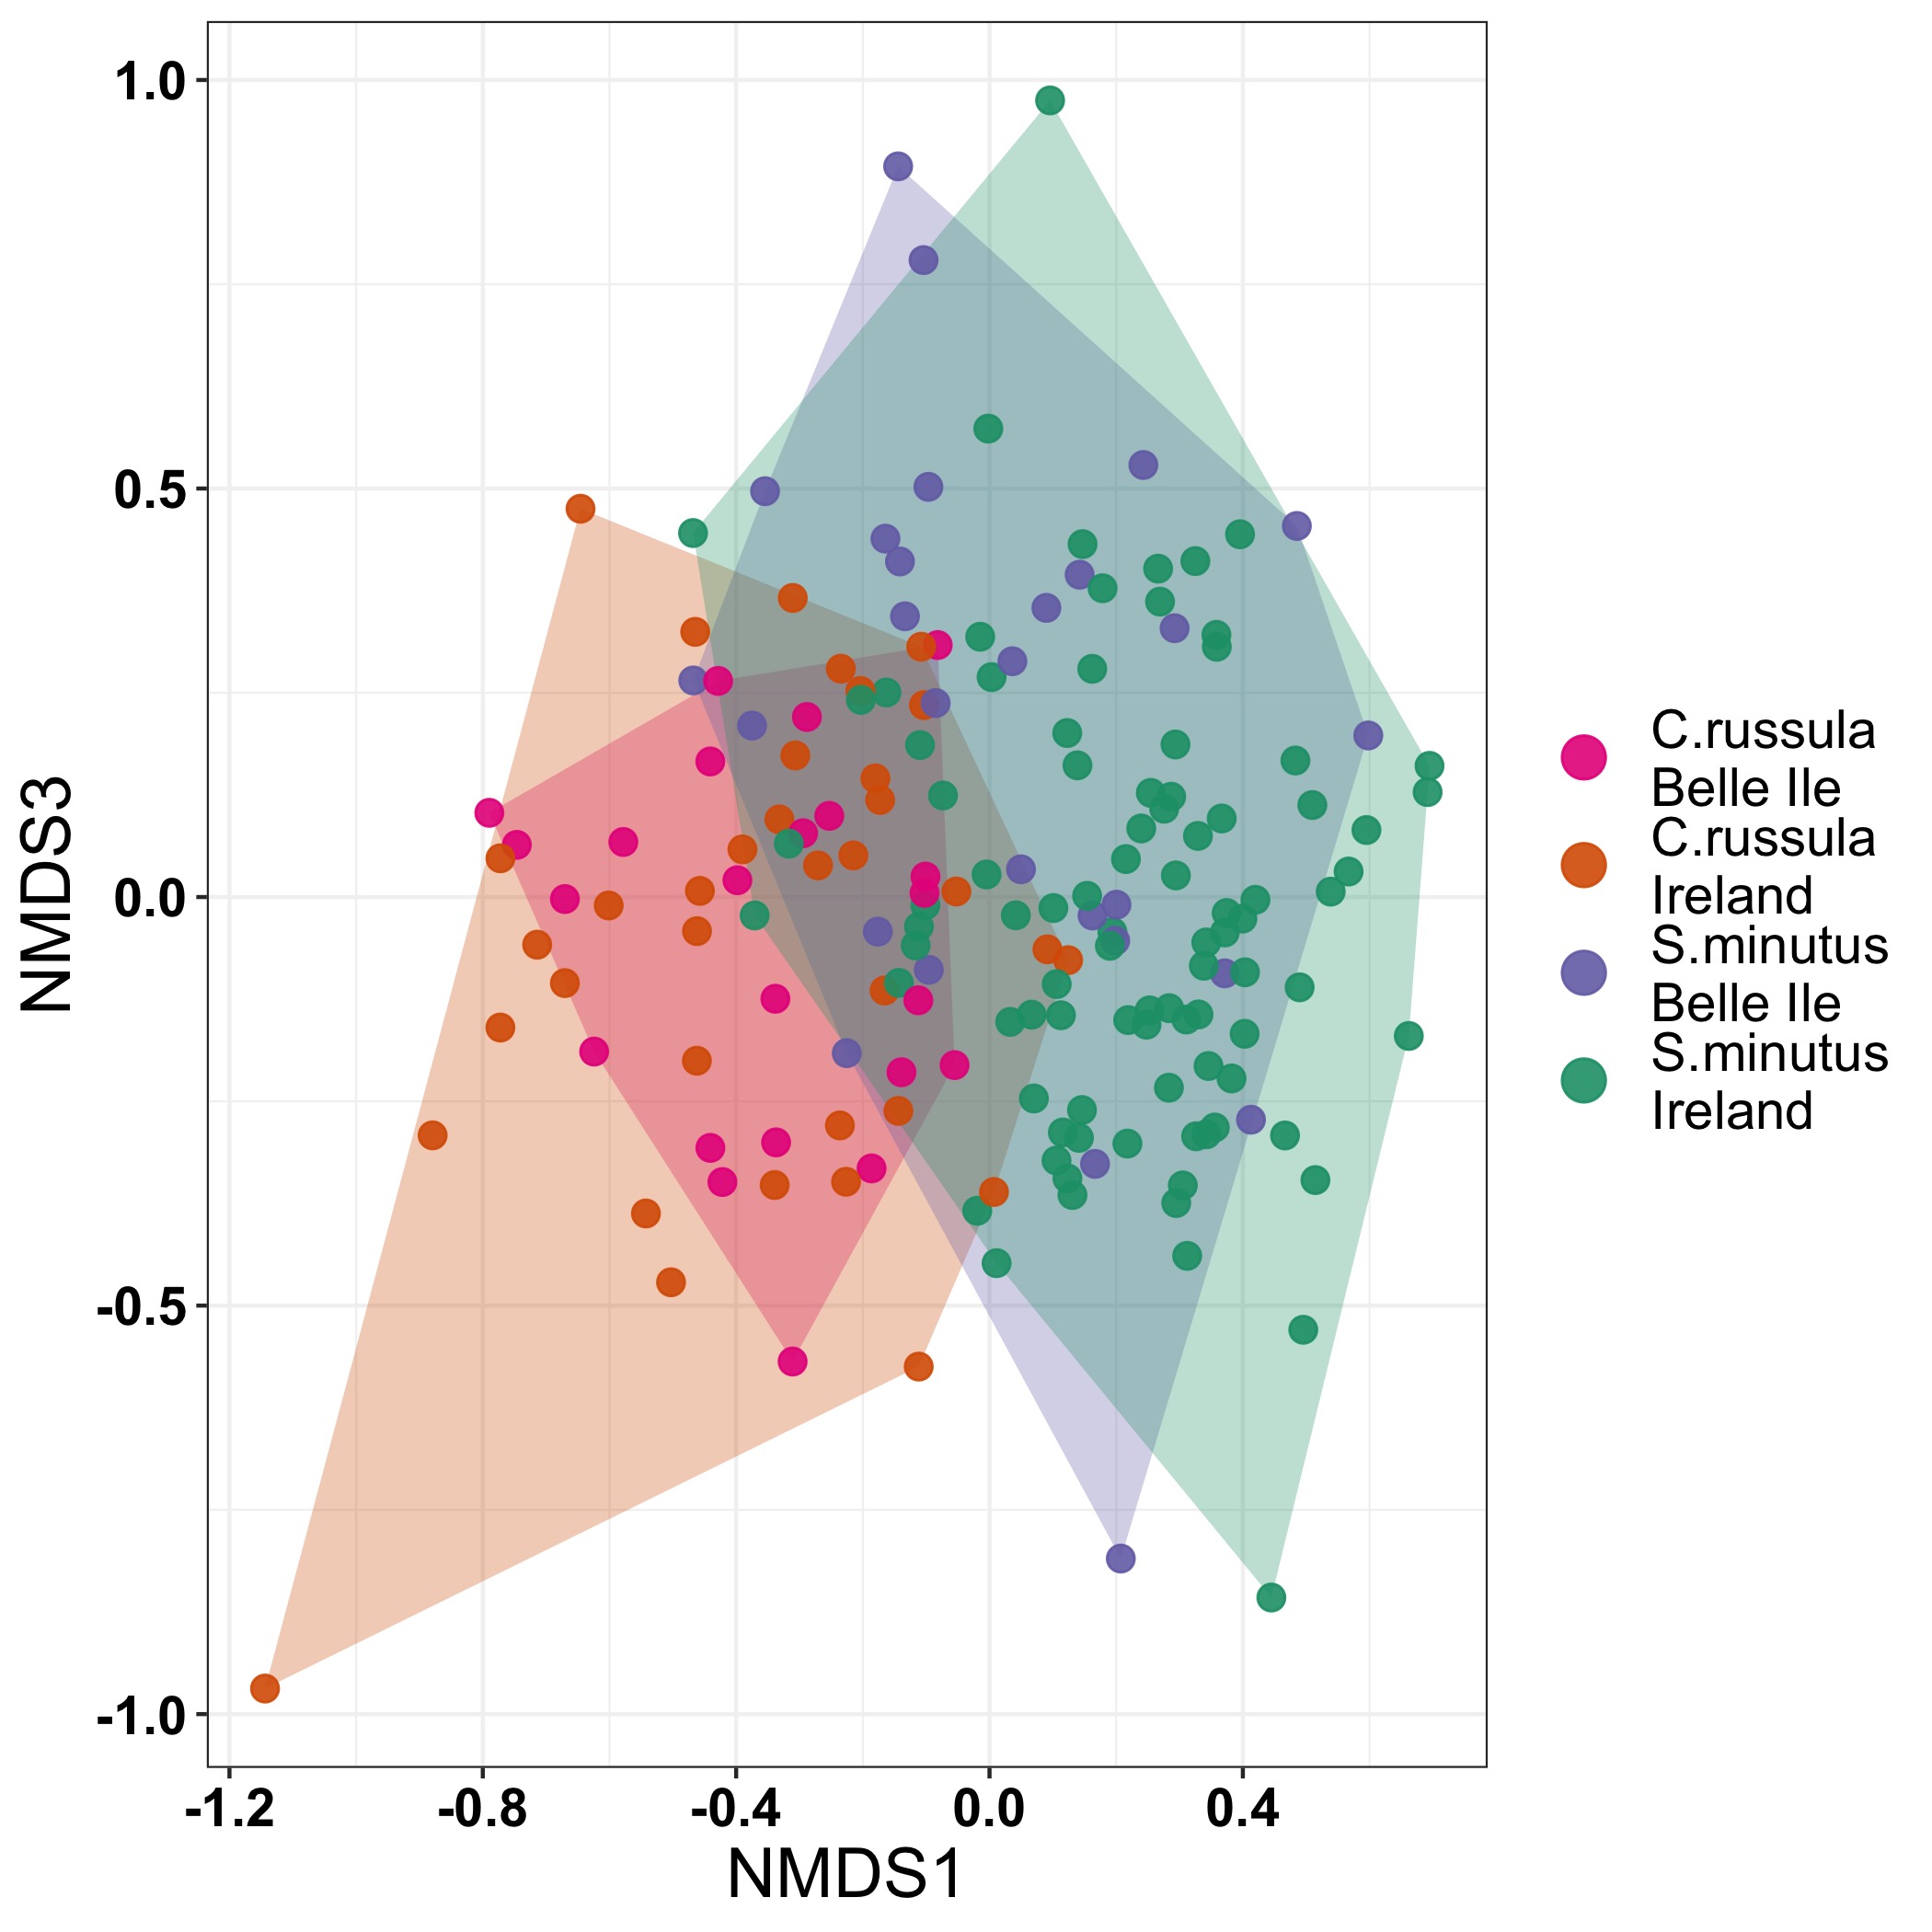 1.0
0.5
0.0
-0.5
-1.0
NMDS3
-1.2
-0.8
-0.4
0.0
0.4
NMDS1
C.russula
Belle Ile
C.russula
Ireland
S.minutus
Belle Ile
S.minutus
Ireland